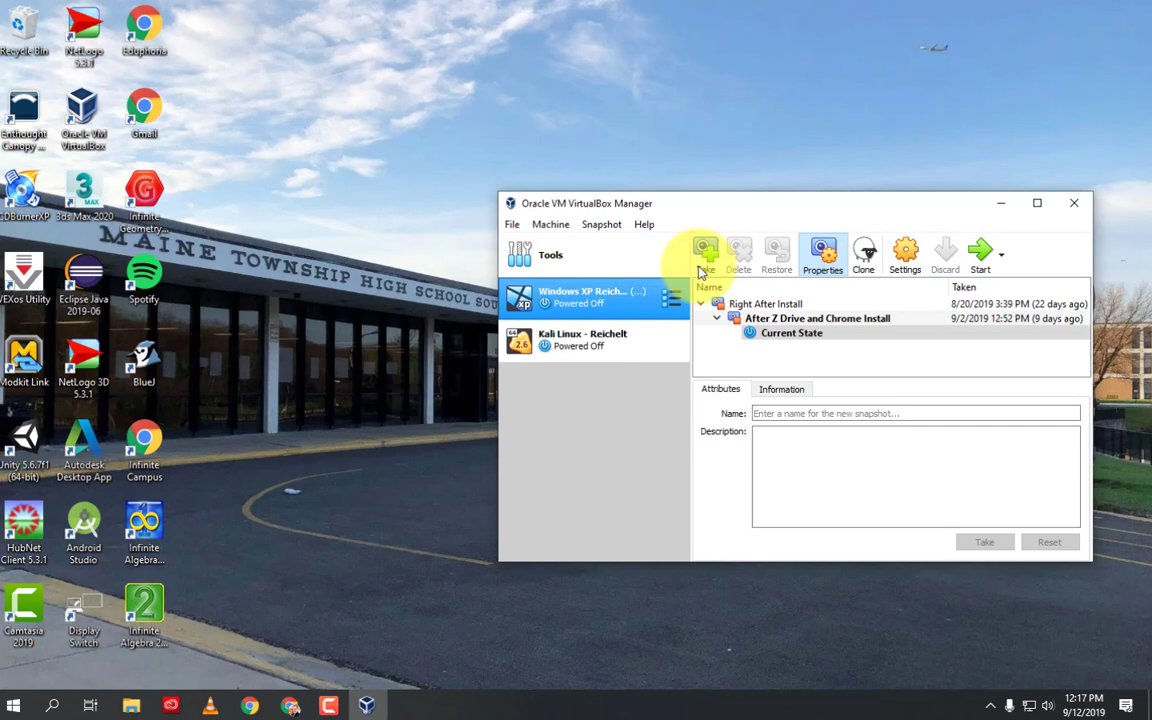 Recycle Bin
NetLogo
5.3.1
Eduphoria
Enthought
Canopy ...
Oracle VM
VirtualBox
Gmail
CDBurnerXP
3ds Max 2020
Infinite
Geometry...
VEXos Utility
Eclipse Java
2019-06
Spotify
Modkit Link
NetLogo 3D
5.3.1
BlueJ
Unity 5.6.7f1
(64-bit)
Autodesk
Desktop App
Infinite
Campus
HubNet
Client 5.3.1
Android
Studio
Infinite
Algebra...
Camtasia
2019
Display
Switch
Infinite
Algebra 2...
MAINE TOWNSHIP HIGH SCHOOL SOU
Oracle VM VirtualBox Manager
File Machine Snapshot Help
Tools
Delete Restore Properties Clone Settings Discard Start
Windows XP Reich... (...)
Powered Off
Kali Linux - Reichelt
Powered Off
Name Taken
Right After Install 8/20/2019 3:39 PM (22 days ago)
After Z Drive and Chrome Install 9/2/2019 12:52 PM (9 days ago)
Current State
Attributes Information
Name: Enter a name for the new snapshot...
Description:
Take Reset
12:17 PM
9/12/2019